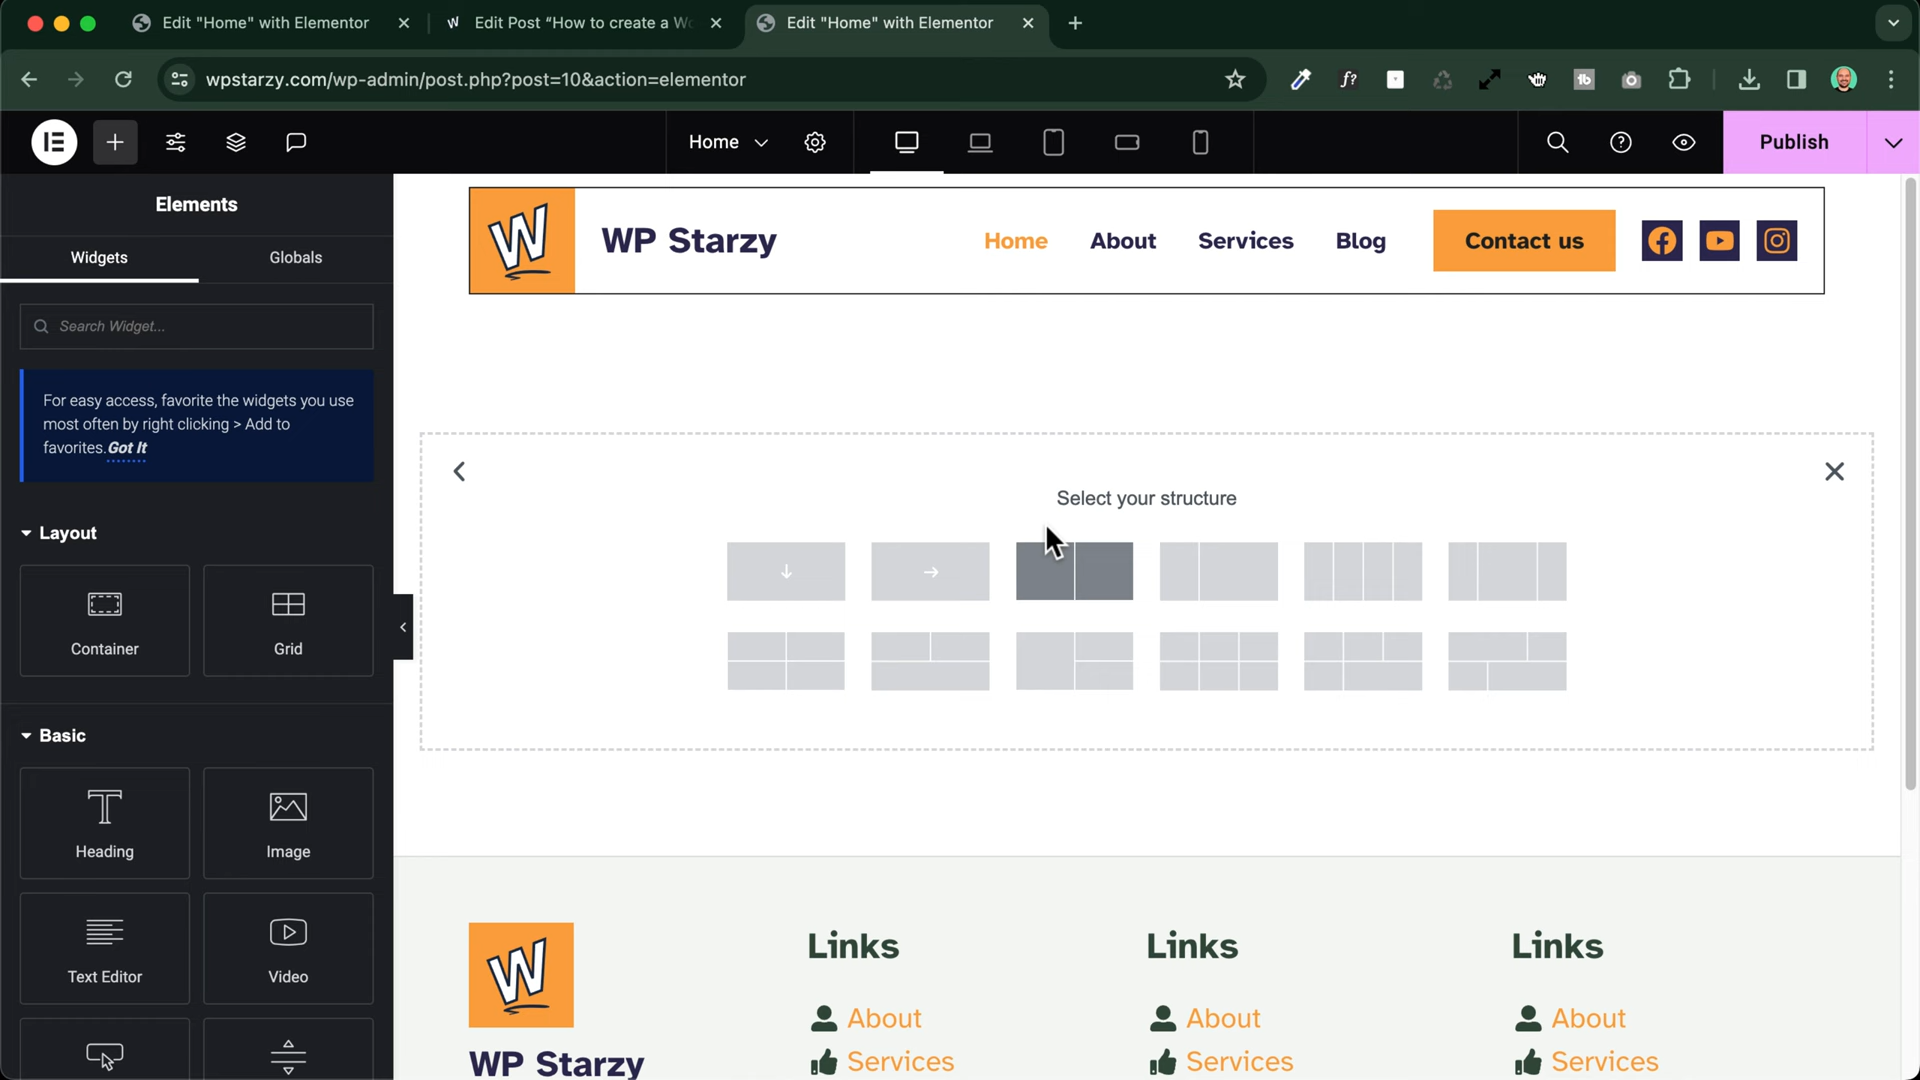 Edit "Home" with Elementor
Edit Post “How to create a Wo
Edit "Home" with Elementor
wpstarzy.com/wp-admin/post.php?post=10&action=elementor
f?
tb
Home
Publish
Elements
Widgets
Globals
Search Widget...
For easy access, favorite the widgets you use
most often by right clicking > Add to
favorites. Got It
Layout
Container
Grid
Basic
Heading
Image
Text Editor
Video
W
WP Starzy
Home
About
Services
Blog
Contact us
Select your structure
W
WP Starzy
Links
About
Services
Links
About
Services
Links
About
Services